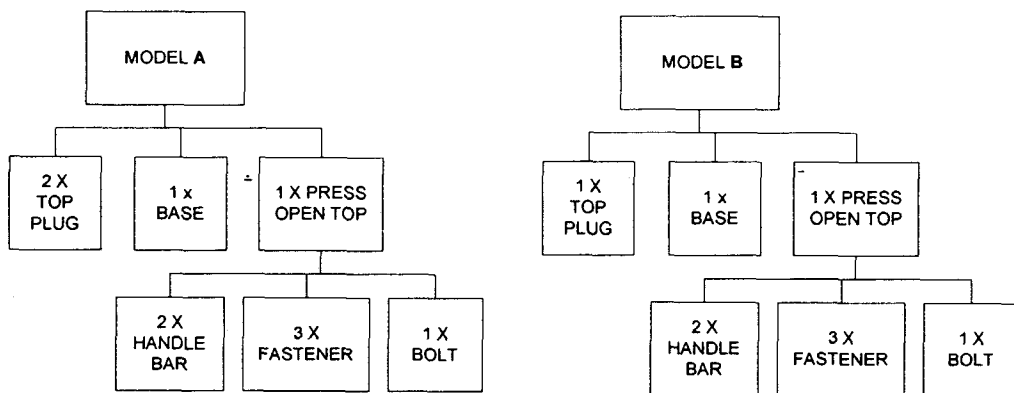 MODEL A
2 X
TOP
PLUG
1 x
BASE
1 X PRESS
OPEN TOP
2 X
HANDLE
BAR
3 X
FASTENER
1 X
BOLT
MODEL B
1 X
TOP
PLUG
1 x
BASE
1 X PRESS
OPEN TOP
2 X
HANDLE
BAR
3 X
FASTENER
1 X
BOLT